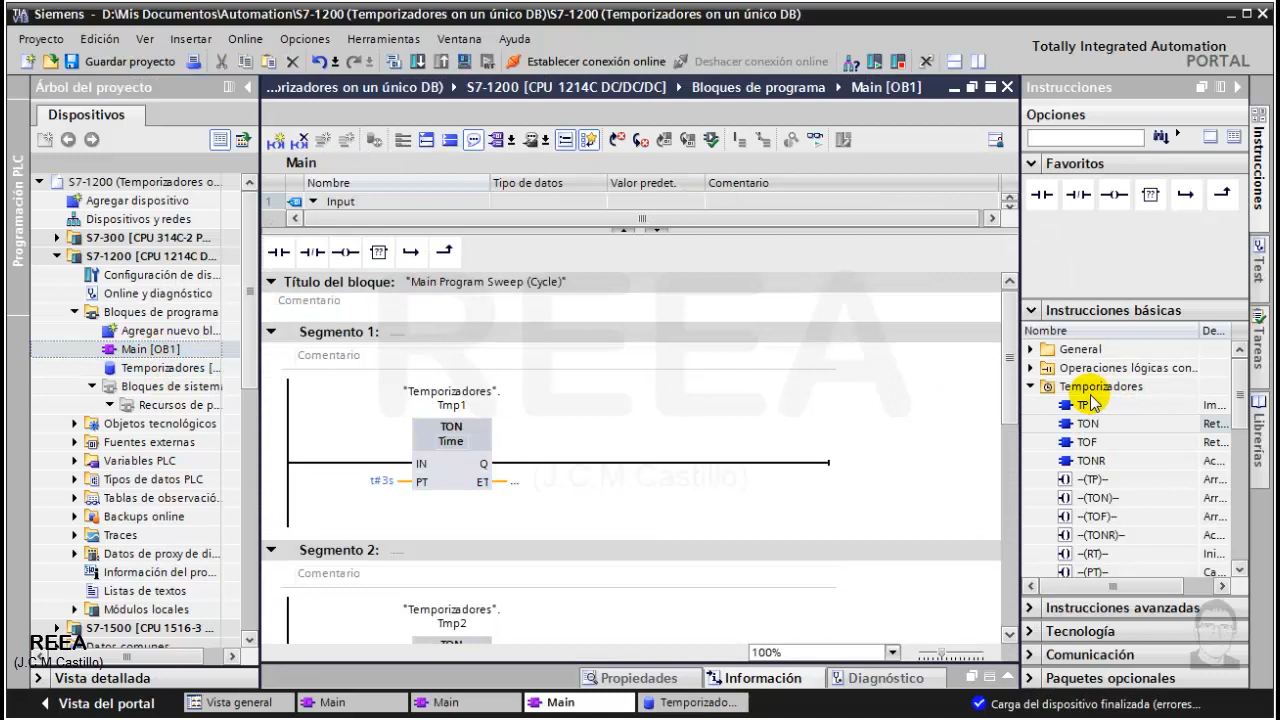 Siemens - D:\Mis Documentos\Automation\S7-1200 (Temporizadores on un único DB)\S7-1200 (Temporizadores on un único DB)
Proyecto Edición Ver Insertar Online Opciones Herramientas Ventana Ayuda
Totally Integrated Automation
PORTAL
Guardar proyecto Establecer conexión online Deshacer conexión online
Árbol del proyecto
...rizadores on un único DB) S7-1200 [CPU 1214C DC/DC/DC] Bloques de programa Main [OB1]
Instrucciones
Dispositivos
Opciones
Programación PLC
Main
Nombre Tipo de datos Valor predet. Comentario
1 Input
Favoritos
S7-1200 (Temporizadores o...
Agregar dispositivo
Dispositivos y redes
S7-300 [CPU 314C-2 P...
S7-1200 [CPU 1214C D...
Configuración de dis...
Online y diagnóstico
Bloques de programa
Agregar nuevo bl...
Main [OB1]
Temporizadores [...
Bloques de sistem
Recursos de p...
Objetos tecnológicos
Fuentes externas
Variables PLC
Tipos de datos PLC
Tablas de observació...
Backups online
Traces
Datos de proxy de di...
Información del pro...
Listas de textos
Módulos locales
S7-1500 [CPU 1516-3 ...
Datos comunes
Vista detallada
Título del bloque: "Main Program Sweep (Cycle)"
Comentario
Segmento 1:
Comentario
"Temporizadores".
Tmp1
TON
Time
IN Q
t#3s PT ET ...
Segmento 2:
Comentario
"Temporizadores".
Tmp2
TON
REEA
(J.C.M Castillo)
100%
Propiedades Información Diagnóstico
Instrucciones básicas
Nombre De...
General
Operaciones lógicas con...
Temporizadores
TP Im...
TON Ret...
TOF Ret...
TONR Ac...
–(TP)– Arr...
–(TON)– Arr...
–(TOF)– Arr...
–(TONR)– Ac...
–(RT)– Ini...
–(PT)– Ca...
Instrucciones avanzadas
Tecnología
Comunicación
Paquetes opcionales
Instrucciones
Test
Tareas
Librerías
REEA
(J.C.M Castillo)
Vista del portal Vista general Main Main Main Temporizado... Carga del dispositivo finalizada (errores...